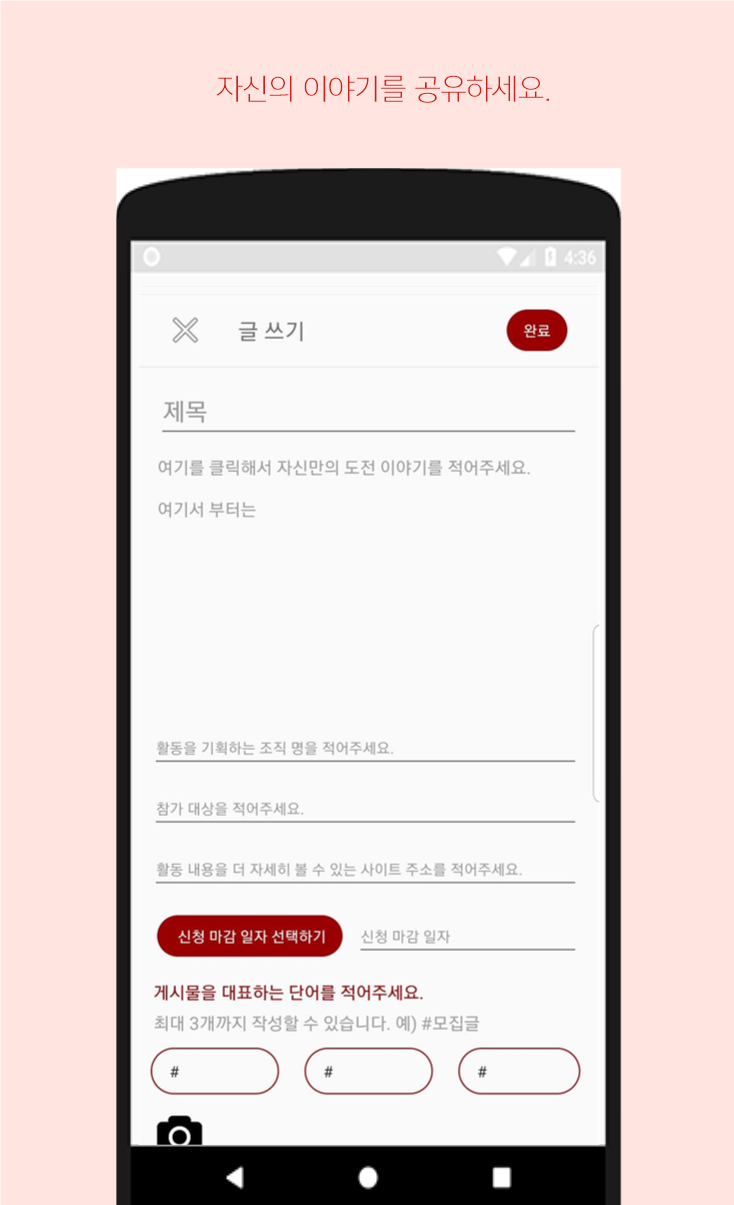 자신의 이야기를 공유하세요.
4:36
글 쓰기
완료
제목
여기를 클릭해서 자신만의 도전 이야기를 적어주세요.
여기서 부터는
활동을 기획하는 조직 명을 적어주세요.
참가 대상을 적어주세요.
활동 내용을 더 자세히 볼 수 있는 사이트 주소를 적어주세요.
신청 마감 일자 선택하기 신청 마감 일자
게시물을 대표하는 단어를 적어주세요.
최대 3개까지 작성할 수 있습니다. 예) #모집글
# # #